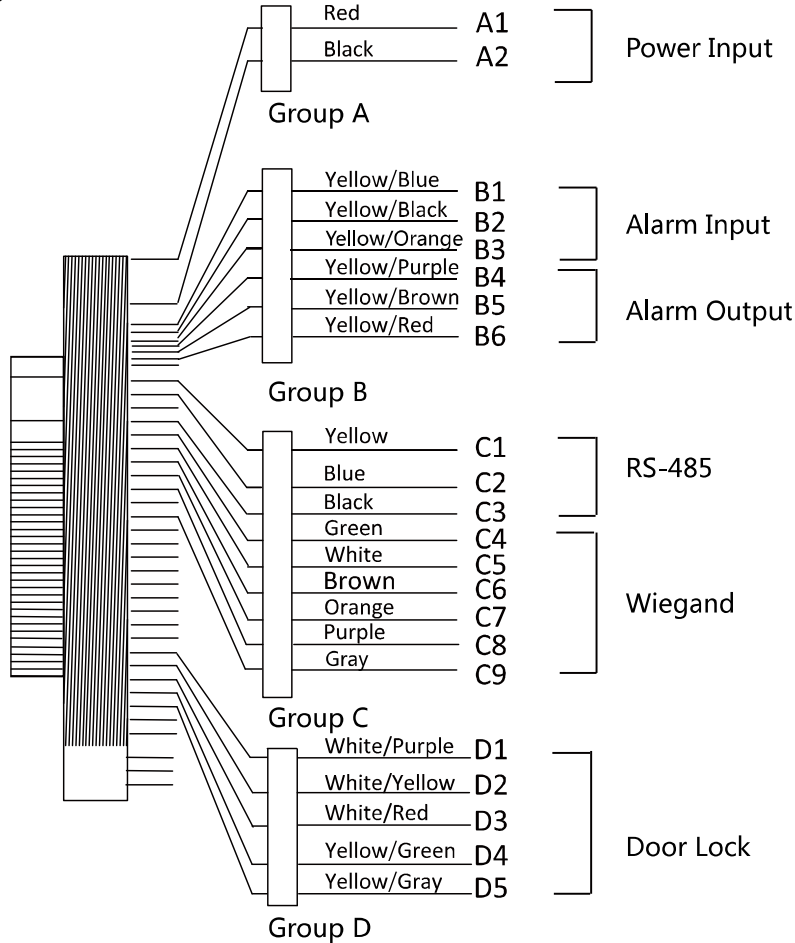 Red A1
Black A2
Power Input
Group A
Yellow/Blue B1
Yellow/Black B2
Yellow/Orange B3
Alarm Input
Yellow/Purple B4
Yellow/Brown B5
Yellow/Red B6
Alarm Output
Group B
Yellow C1
Blue C2
Black C3
RS-485
Green C4
White C5
Brown C6
Orange C7
Purple C8
Gray C9
Wiegand
Group C
White/Purple D1
White/Yellow D2
White/Red D3
Yellow/Green D4
Yellow/Gray D5
Door Lock
Group D